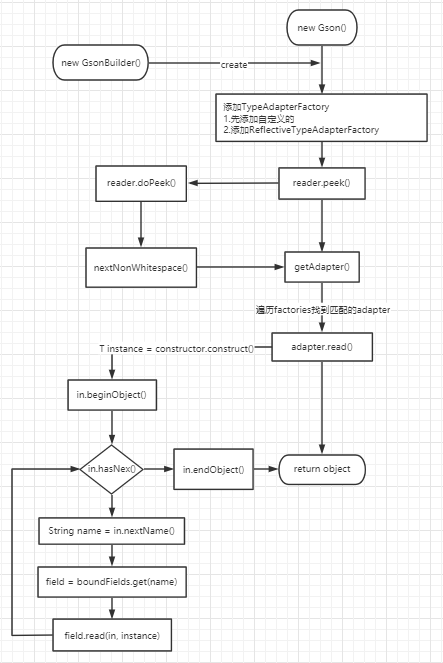 new Gson()
new GsonBuilder()
create
添加TypeAdapterFactory
1.先添加自定义的
2.添加ReflectiveTypeAdapterFactory
reader.doPeek()
reader.peek()
nextNonWhitespace()
getAdapter()
遍历factories找到匹配的adapter
T instance = constructor.construct()
adapter.read()
in.beginObject()
in.hasNex()
in.endObject()
return object
String name = in.nextName()
field = boundFields.get(name)
field.read(in, instance)